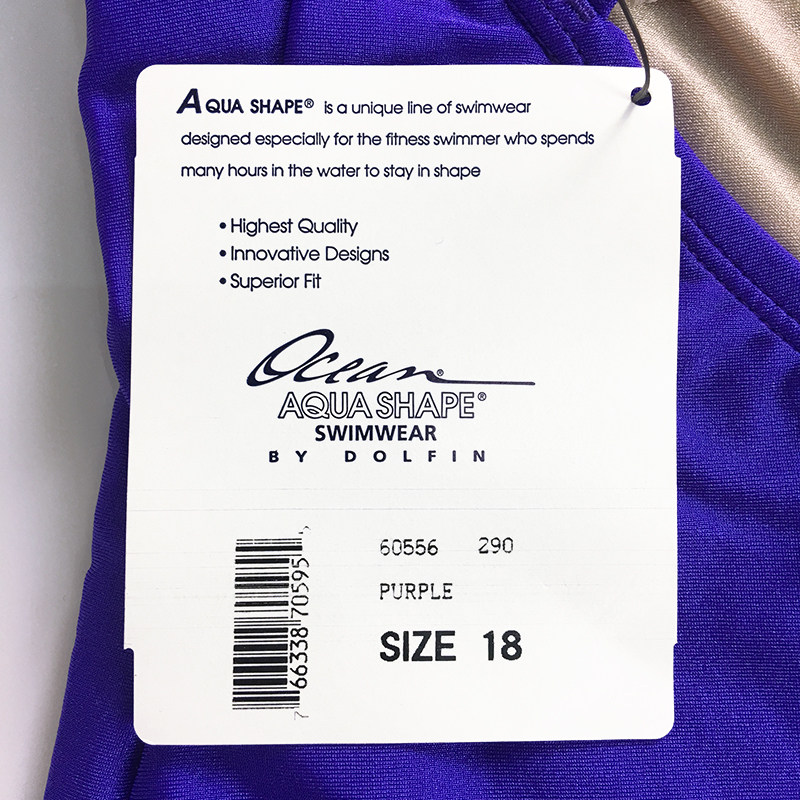 AQUA SHAPE® is a unique line of swimwear
designed especially for the fitness swimmer who spends
many hours in the water to stay in shape
• Highest Quality
• Innovative Designs
• Superior Fit
Ocean®
AQUA SHAPE®
SWIMWEAR
BY DOLFIN
60556 290
PURPLE
SIZE 18
7 66338 70595